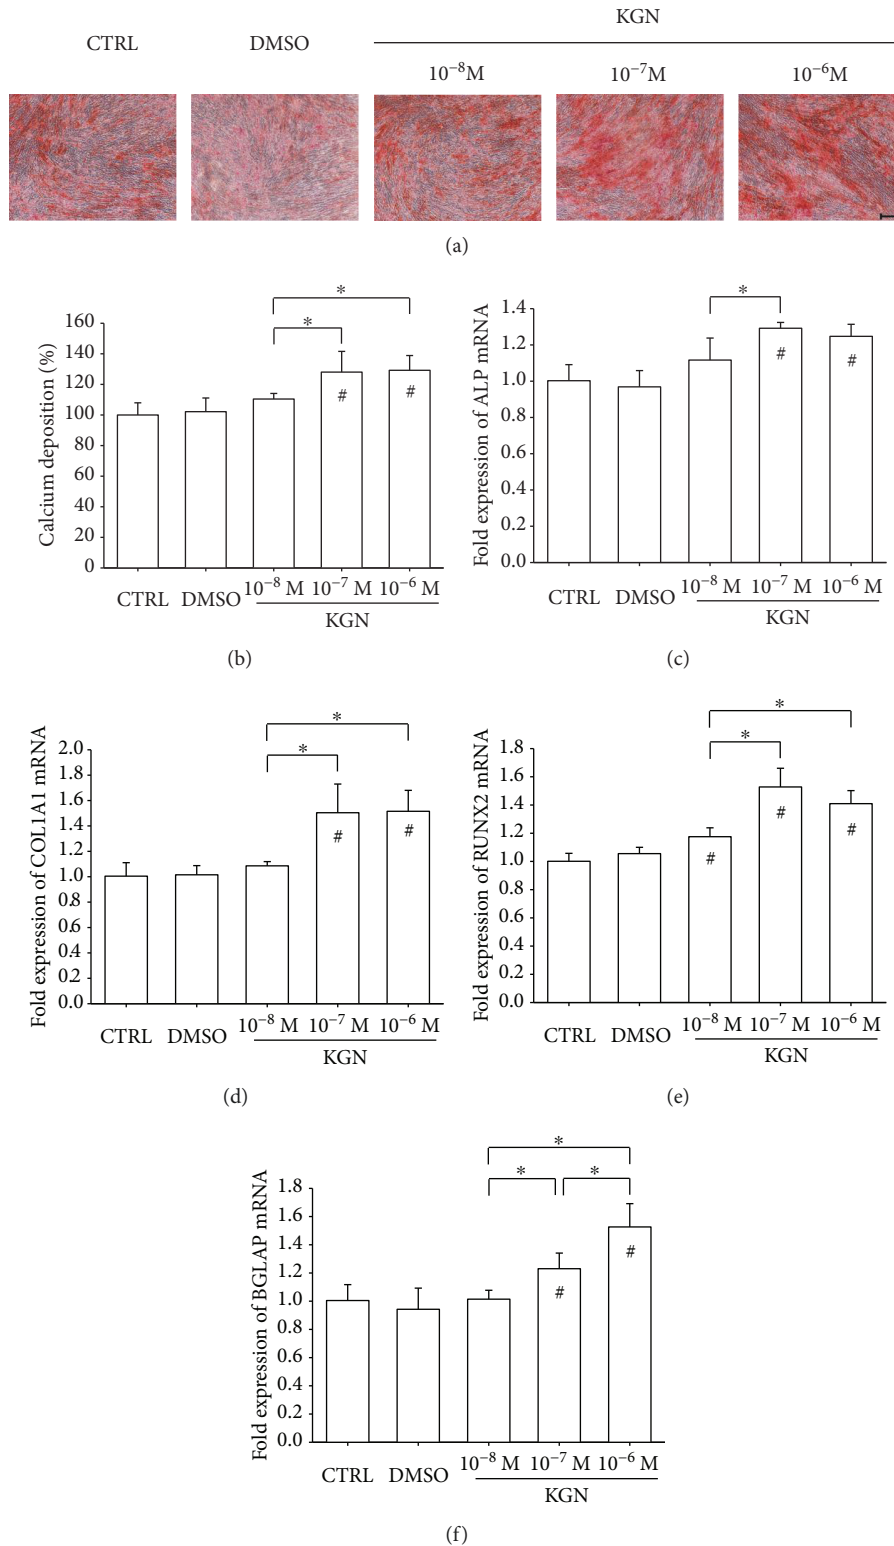 KGN
CTRL DMSO
10⁻⁸M 10⁻⁷M 10⁻⁶M
(a)
Calcium deposition (%)
160
140
120
100
80
60
40
20
0
* *
# #
CTRL DMSO 10⁻⁸ M 10⁻⁷ M 10⁻⁶ M
KGN
(b)
Fold expression of ALP mRNA
1.4
1.2
1.0
0.8
0.6
0.4
0.2
0.0
*
# #
CTRL DMSO 10⁻⁸ M 10⁻⁷ M 10⁻⁶ M
KGN
(c)
Fold expression of COL1A1 mRNA
2.0
1.8
1.6
1.4
1.2
1.0
0.8
0.6
0.4
0.2
0.0
* *
# #
CTRL DMSO 10⁻⁸ M 10⁻⁷ M 10⁻⁶ M
KGN
(d)
Fold expression of RUNX2 mRNA
1.8
1.6
1.4
1.2
1.0
0.8
0.6
0.4
0.2
0.0
* *
# # #
CTRL DMSO 10⁻⁸ M 10⁻⁷ M 10⁻⁶ M
KGN
(e)
Fold expression of BGLAP mRNA
1.8
1.6
1.4
1.2
1.0
0.8
0.6
0.4
0.2
0.0
*
* *
# #
CTRL DMSO 10⁻⁸ M 10⁻⁷ M 10⁻⁶ M
KGN
(f)